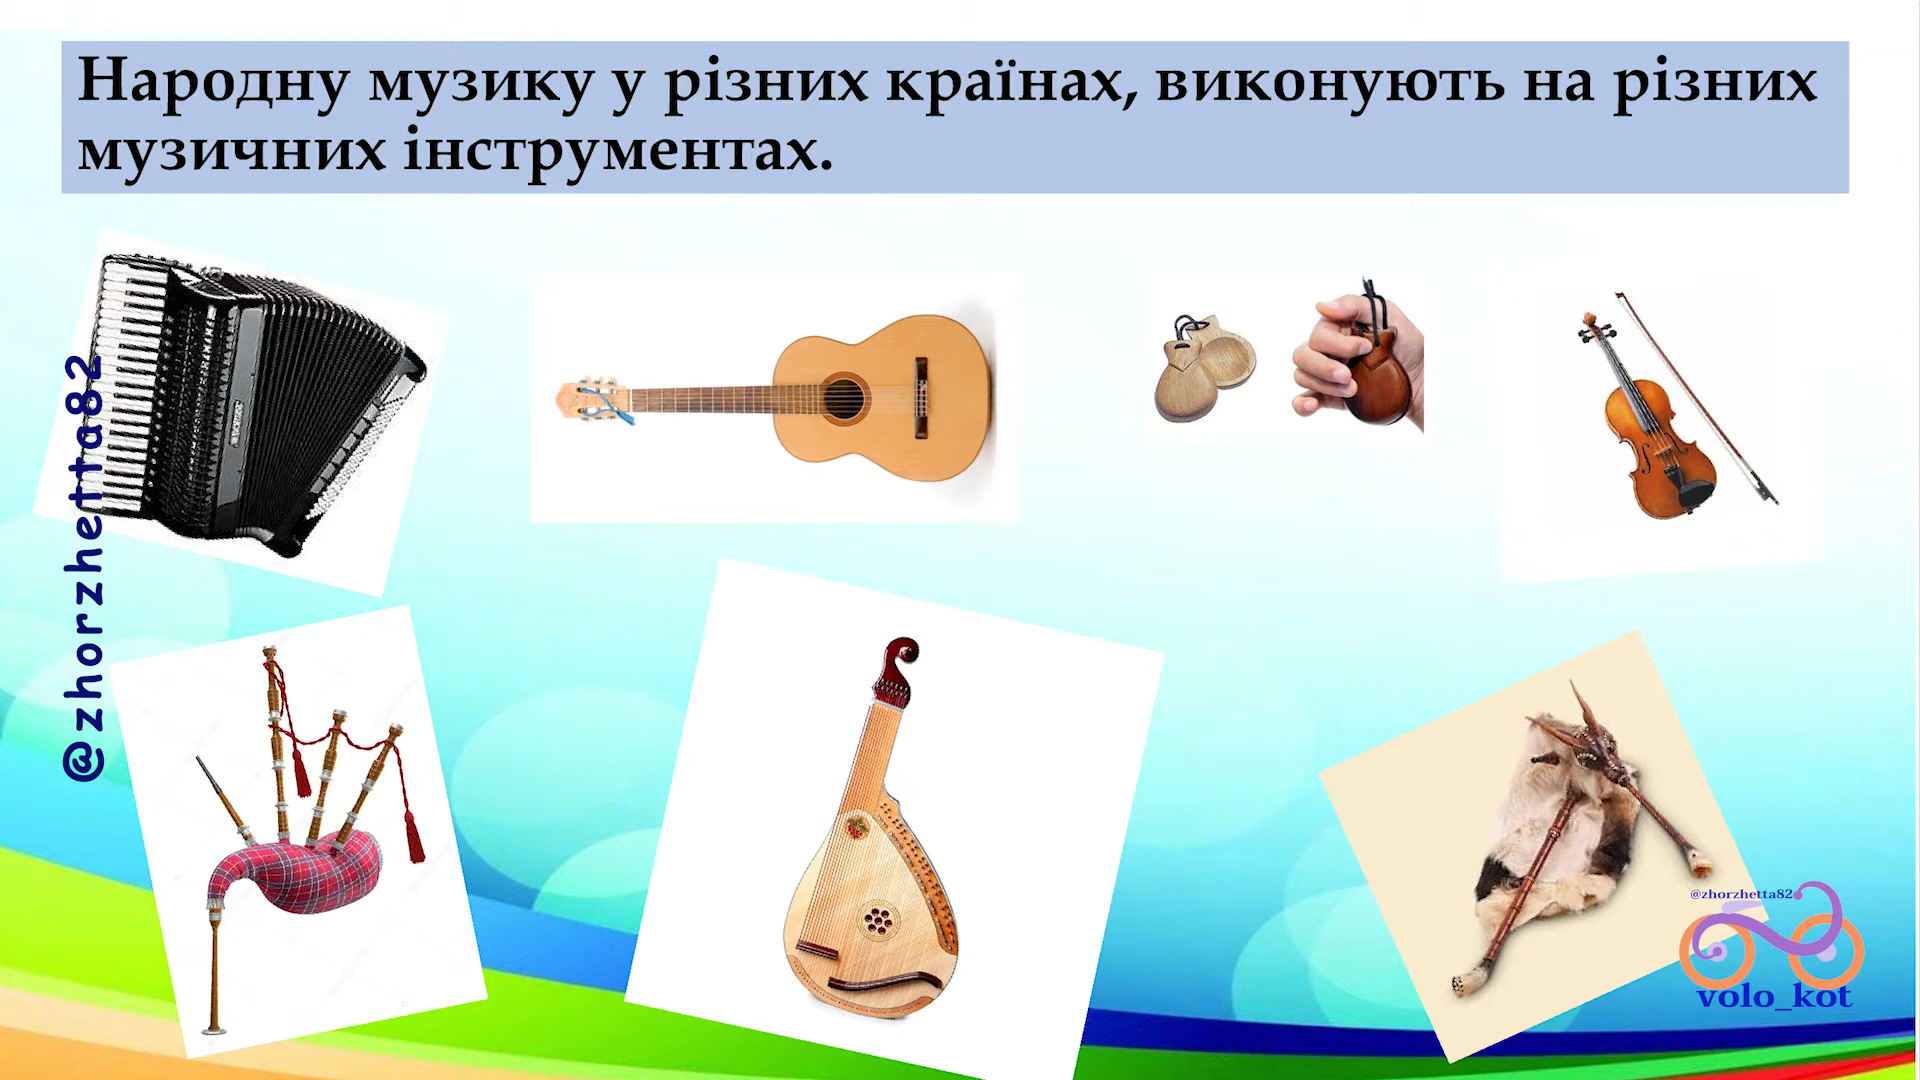 Народну музику у різних країнах, виконують на різних
музичних інструментах.
@zhorzhetta82
@zhorzhetta82
volo_kot